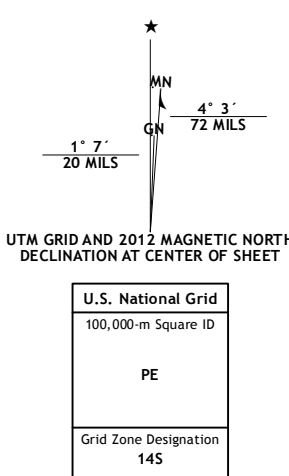 MN
4° 3´
72 MILS
GN
1° 7´
20 MILS
UTM GRID AND 2012 MAGNETIC NORTH
DECLINATION AT CENTER OF SHEET
U.S. National Grid
100,000-m Square ID
PE
Grid Zone Designation
14S